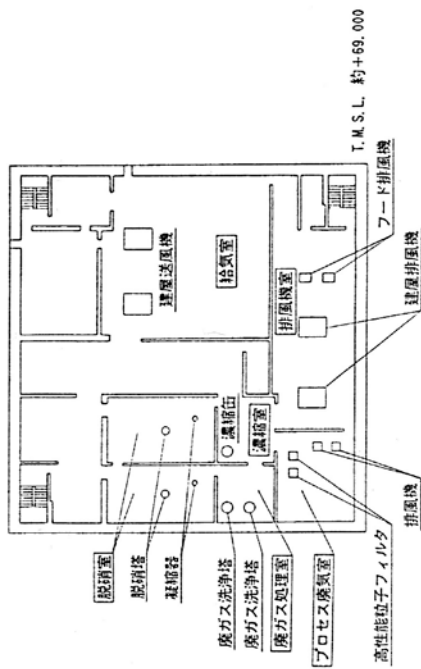 T.M.S.L. 約+69.000
建屋送風機
給気室
排風機室
フード排風機
建屋排風機
濃縮缶
濃縮室
脱硝室
脱硝塔
凝縮器
廃ガス洗浄塔
廃ガス洗浄塔
廃ガス処理室
プロセス廃気室
高性能粒子フィルタ
排風機